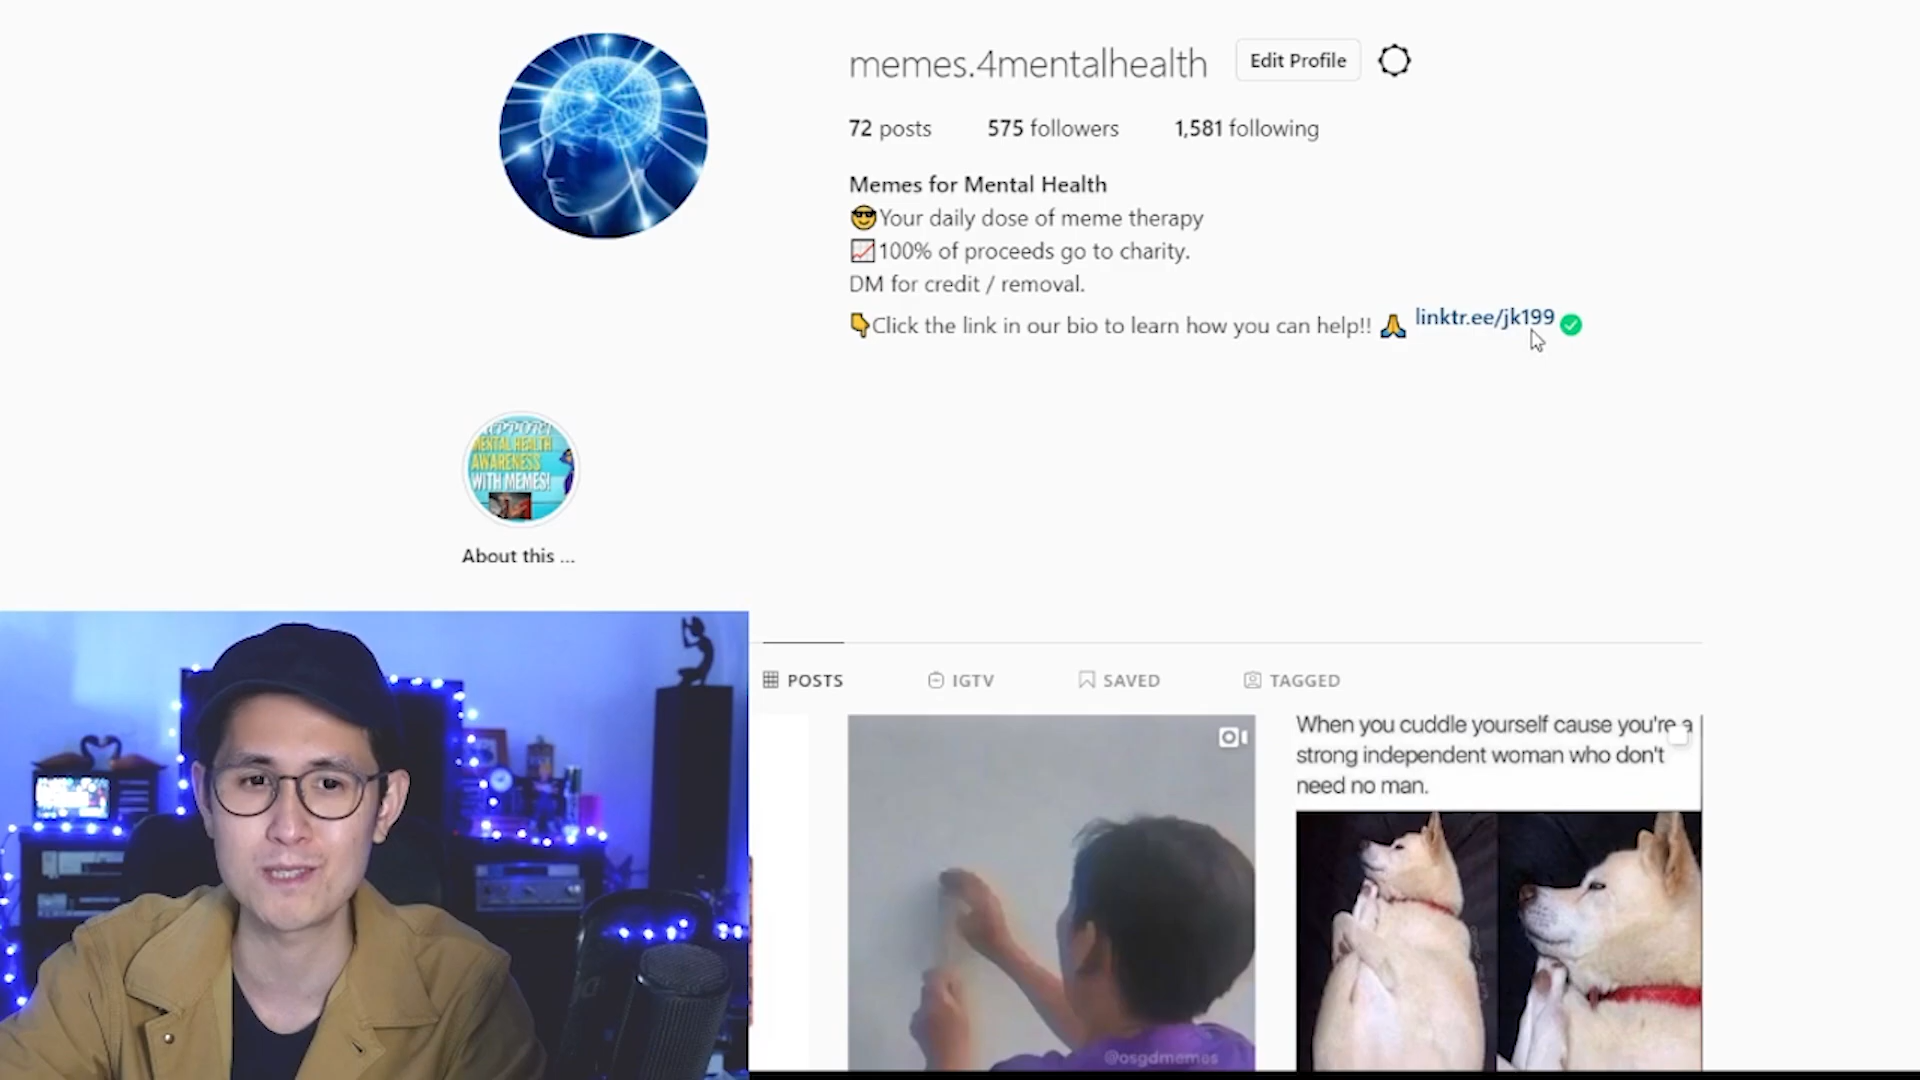 memes.4mentalhealth
Edit Profile
72 posts
575 followers
1,581 following
Memes for Mental Health
😎Your daily dose of meme therapy
📈100% of proceeds go to charity.
DM for credit / removal.
👇Click the link in our bio to learn how you can help!! 🙏 linktr.ee/jk199
MENTAL HEALTH
AWARENESS
WITH MEMES!
About this ...
POSTS
IGTV
SAVED
TAGGED
When you cuddle yourself cause you're a
strong independent woman who don't
need no man.
@osgdmemes